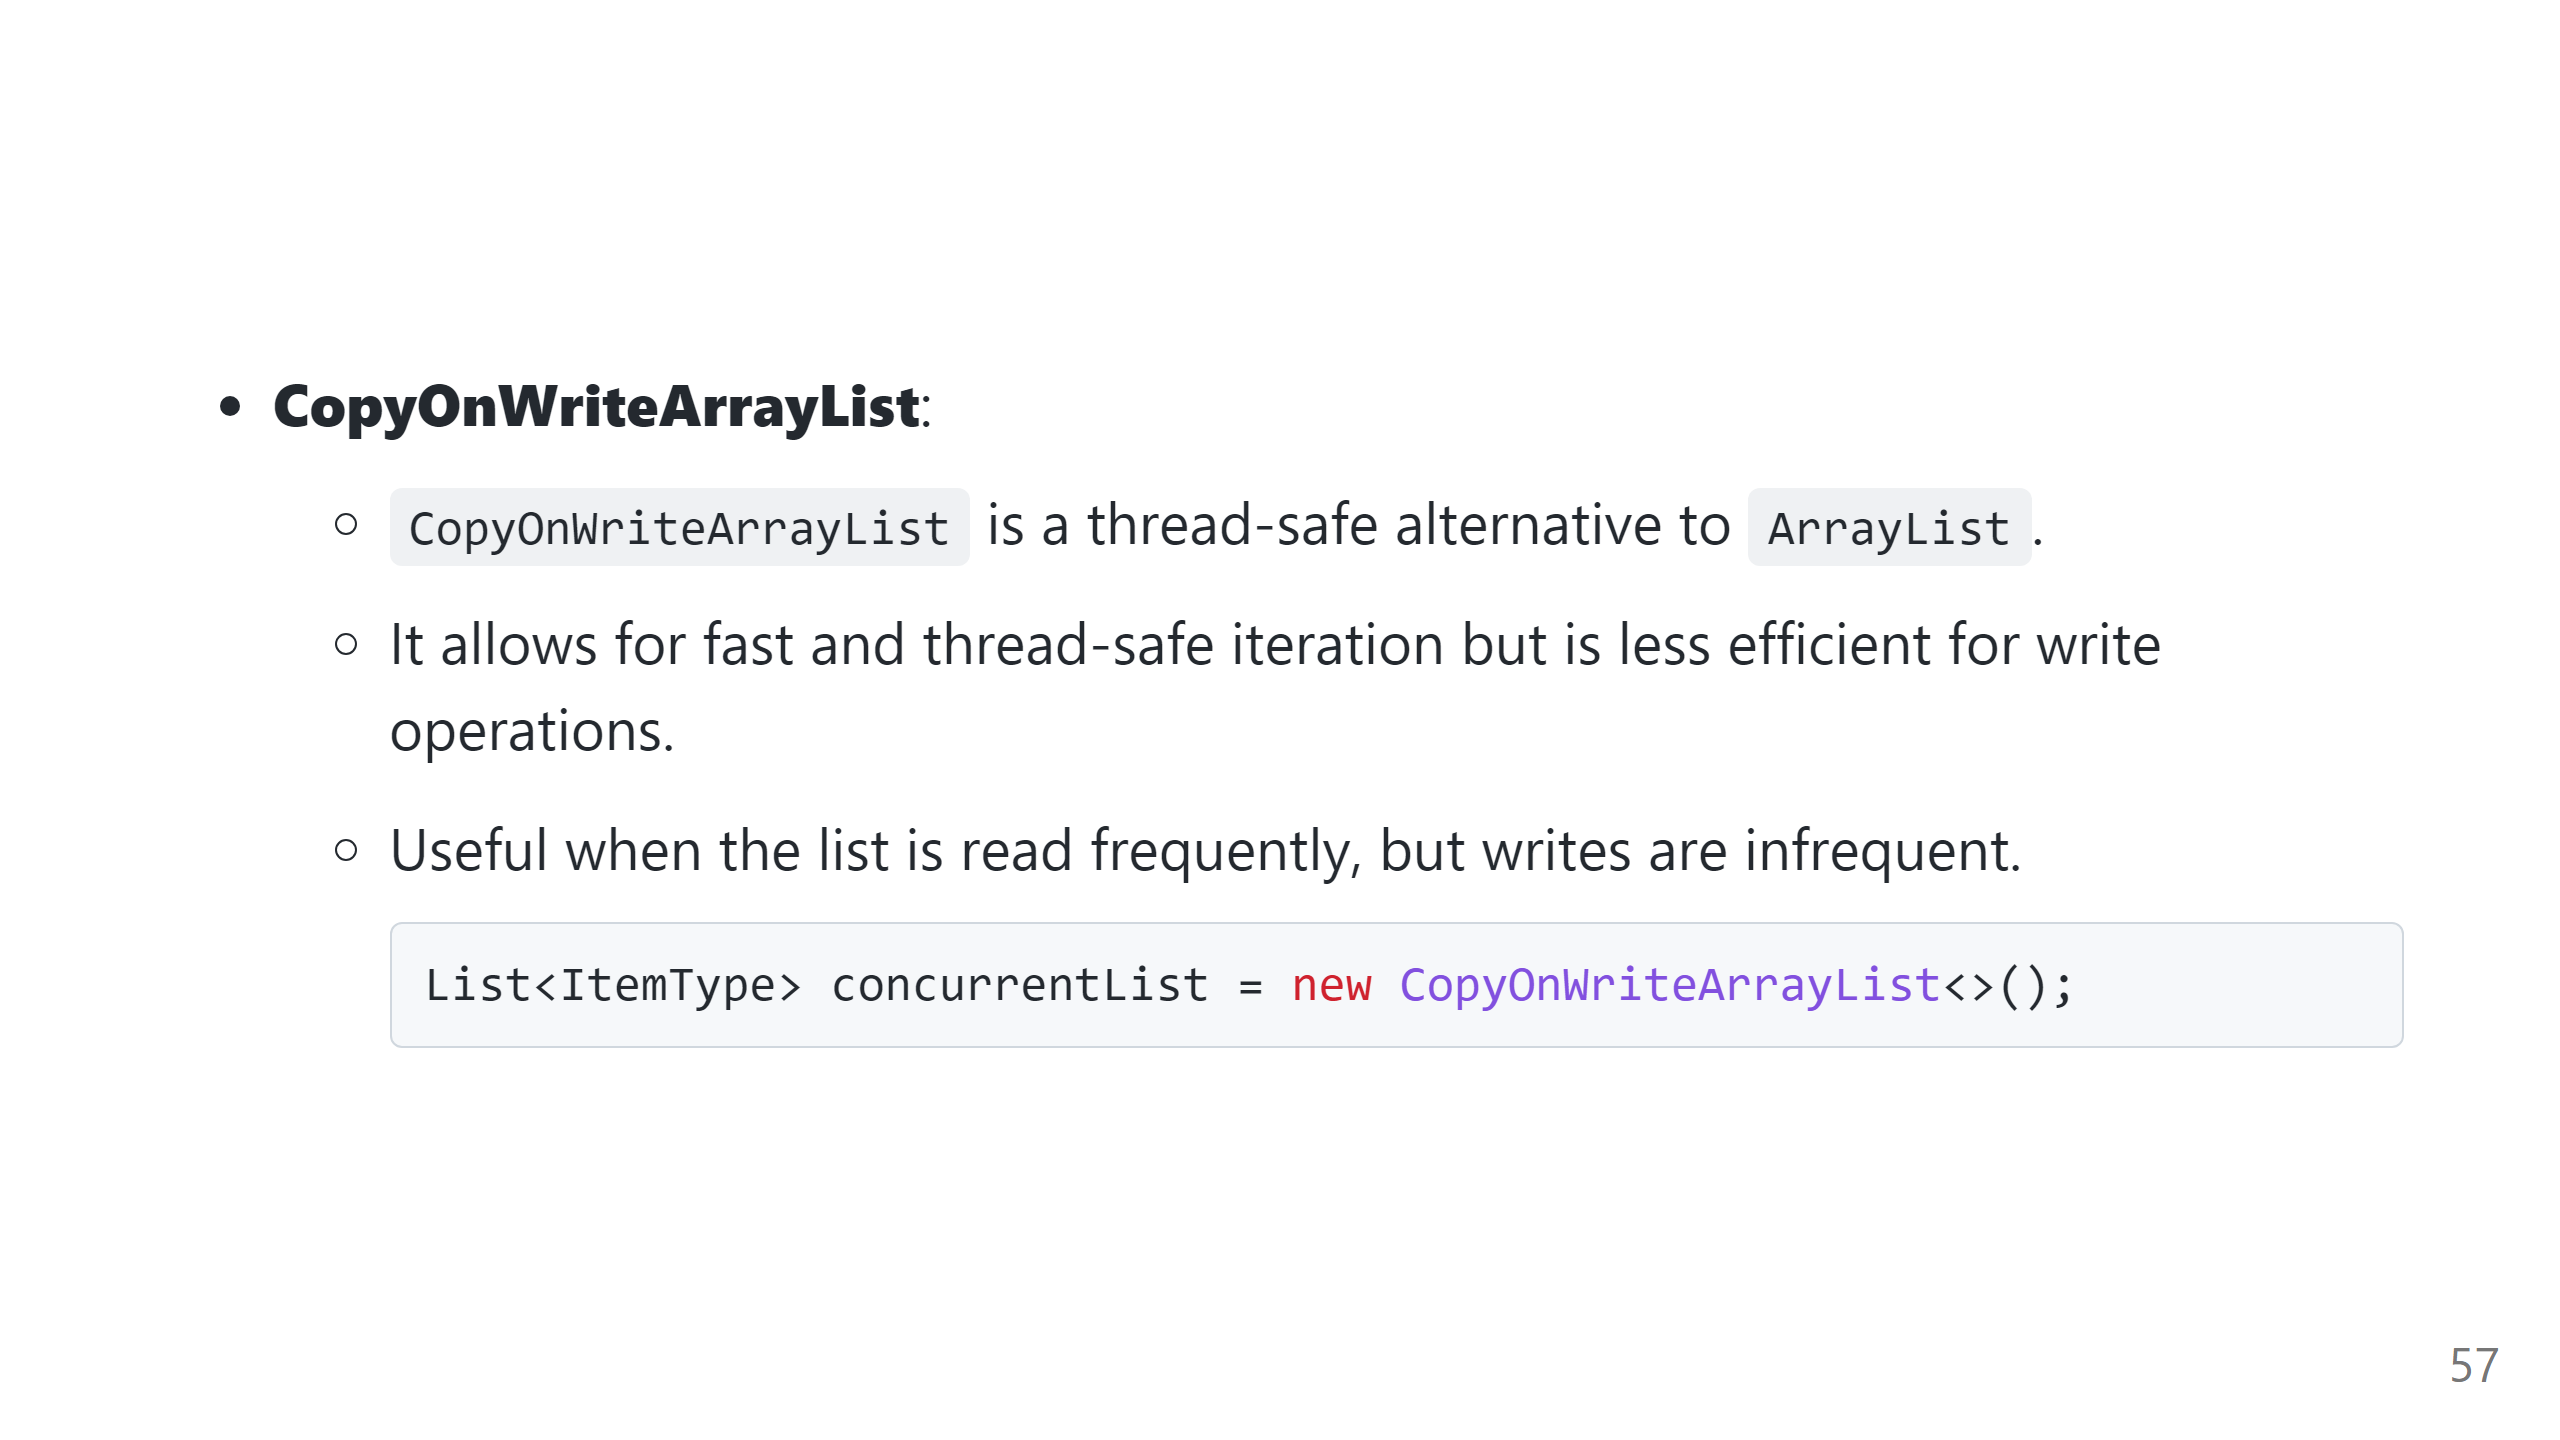 CopyOnWriteArrayList:
CopyOnWriteArrayList is a thread-safe alternative to ArrayList.
It allows for fast and thread-safe iteration but is less efficient for write
operations.
Useful when the list is read frequently, but writes are infrequent.
List<ItemType> concurrentList = new CopyOnWriteArrayList<>();
57